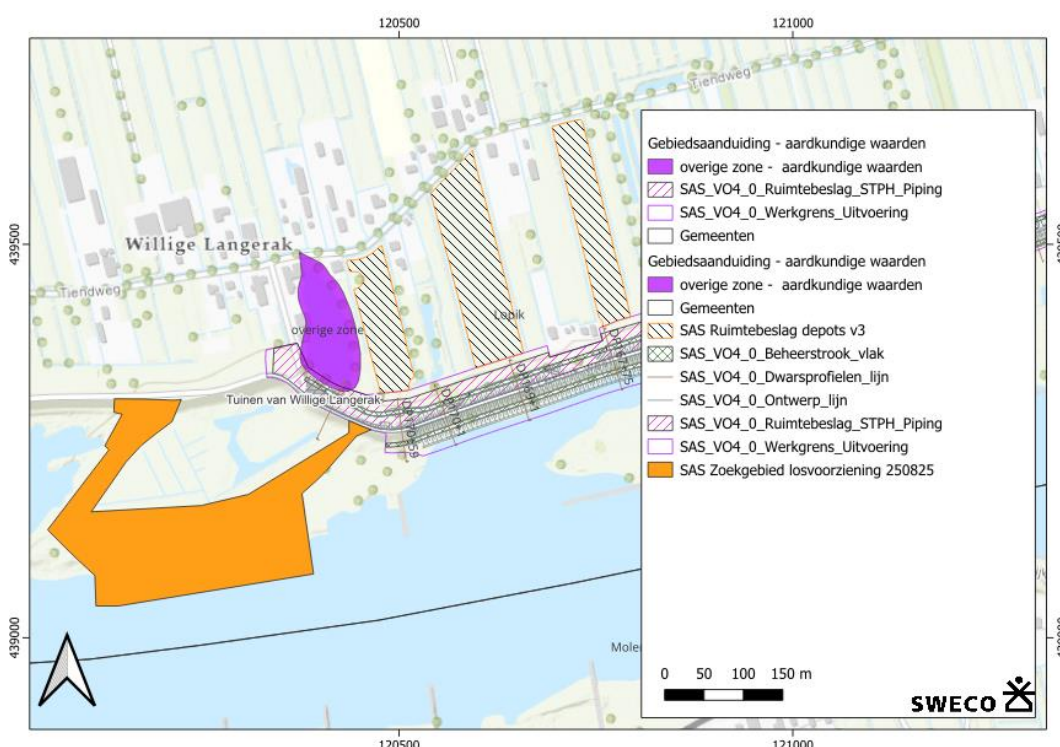 120500
121000
Tiendweg
Gebiedsaanduiding - aardkundige waarden
overige zone - aardkundige waarden
SAS_VO4_0_Ruimtebeslag_STPH_Piping
SAS_VO4_0_Werkgrens_Uitvoering
Gemeenten
Gebiedsaanduiding - aardkundige waarden
overige zone - aardkundige waarden
Gemeenten
SAS Ruimtebeslag depots v3
SAS_VO4_0_Beheerstrook_vlak
SAS_VO4_0_Dwarsprofielen_lijn
SAS_VO4_0_Ontwerp_lijn
SAS_VO4_0_Ruimtebeslag_STPH_Piping
SAS_VO4_0_Werkgrens_Uitvoering
SAS Zoekgebied losvoorziening 250825
439500
Willige Langerak
Tiendweg
overige zone
Lopik
Tuinen van Willige Langerak
439000
0 50 100 150 m
SWECO
120500
121000